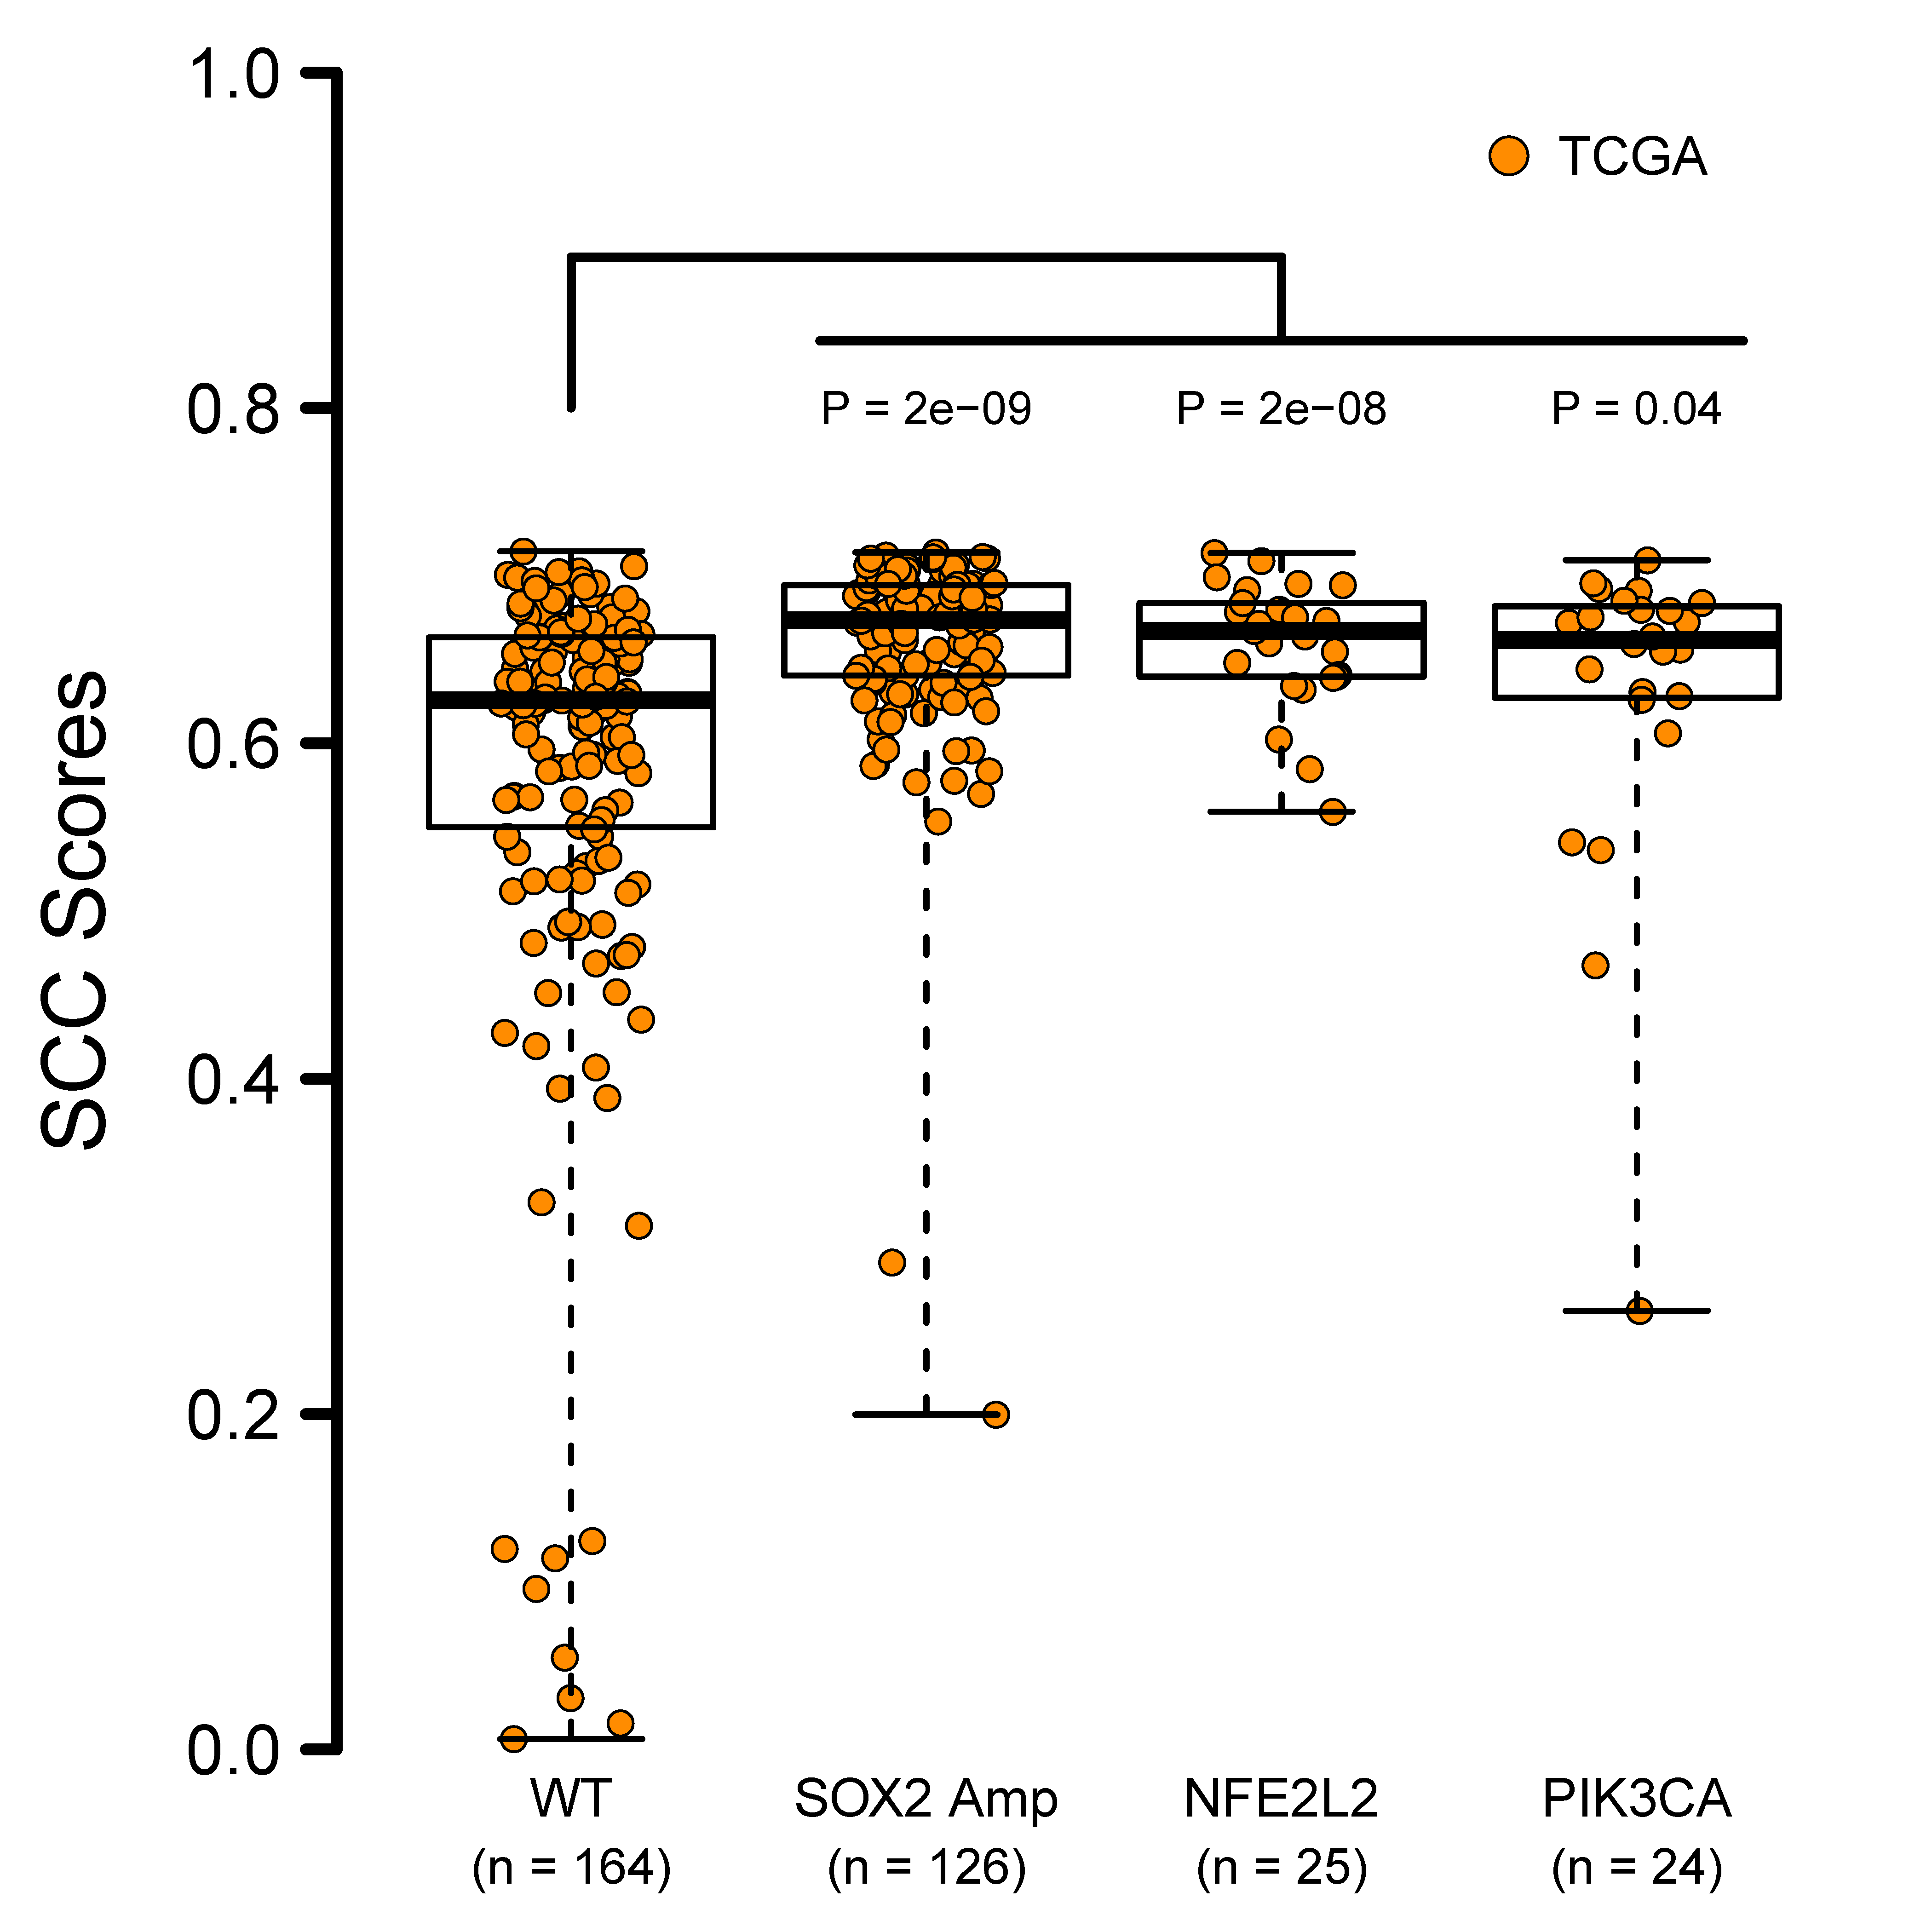 SCC Scores
1.0
0.8
0.6
0.4
0.2
0.0
TCGA
P = 2e−09 P = 2e−08 P = 0.04
WT SOX2 Amp NFE2L2 PIK3CA
(n = 164) (n = 126) (n = 25) (n = 24)